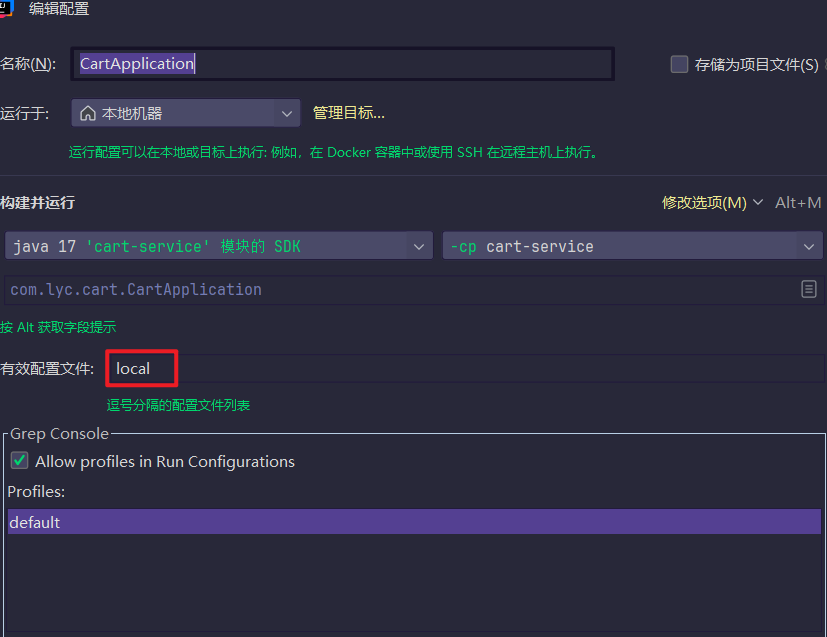 编辑配置
名称(N): CartApplication 存储为项目文件(S)
运行于: 本地机器 管理目标...
运行配置可以在本地或目标上执行: 例如，在 Docker 容器中或使用 SSH 在远程主机上执行。
构建并运行 修改选项(M) Alt+M
java 17 'cart-service' 模块的 SDK -cp cart-service
com.lyc.cart.CartApplication
按 Alt 获取字段提示
有效配置文件: local
逗号分隔的配置文件列表
Grep Console
Allow profiles in Run Configurations
Profiles:
default